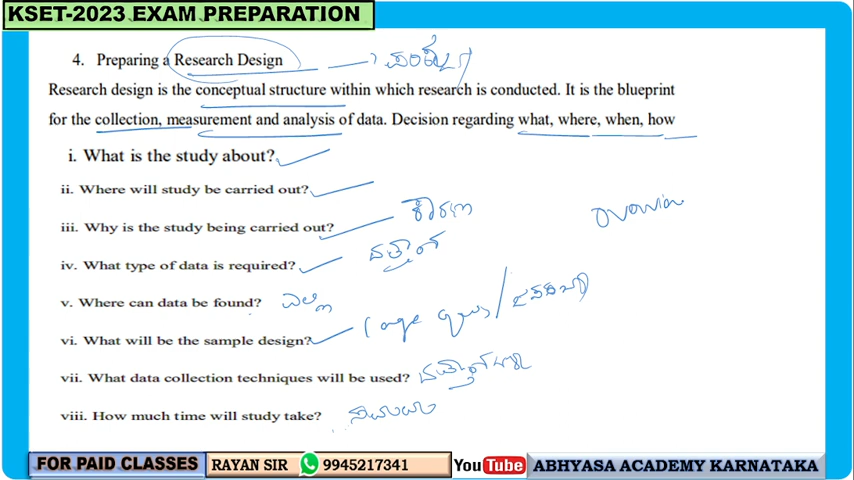 KSET-2023 EXAM PREPARATION
4. Preparing a Research Design
Research design is the conceptual structure within which research is conducted. It is the blueprint
for the collection, measurement and analysis of data. Decision regarding what, where, when, how
i. What is the study about?
ii. Where will study be carried out?
iii. Why is the study being carried out?
iv. What type of data is required?
v. Where can data be found?
vi. What will be the sample design?
vii. What data collection techniques will be used?
viii. How much time will study take?
FOR PAID CLASSES RAYAN SIR 9945217341 YouTube ABHYASA ACADEMY KARNATAKA